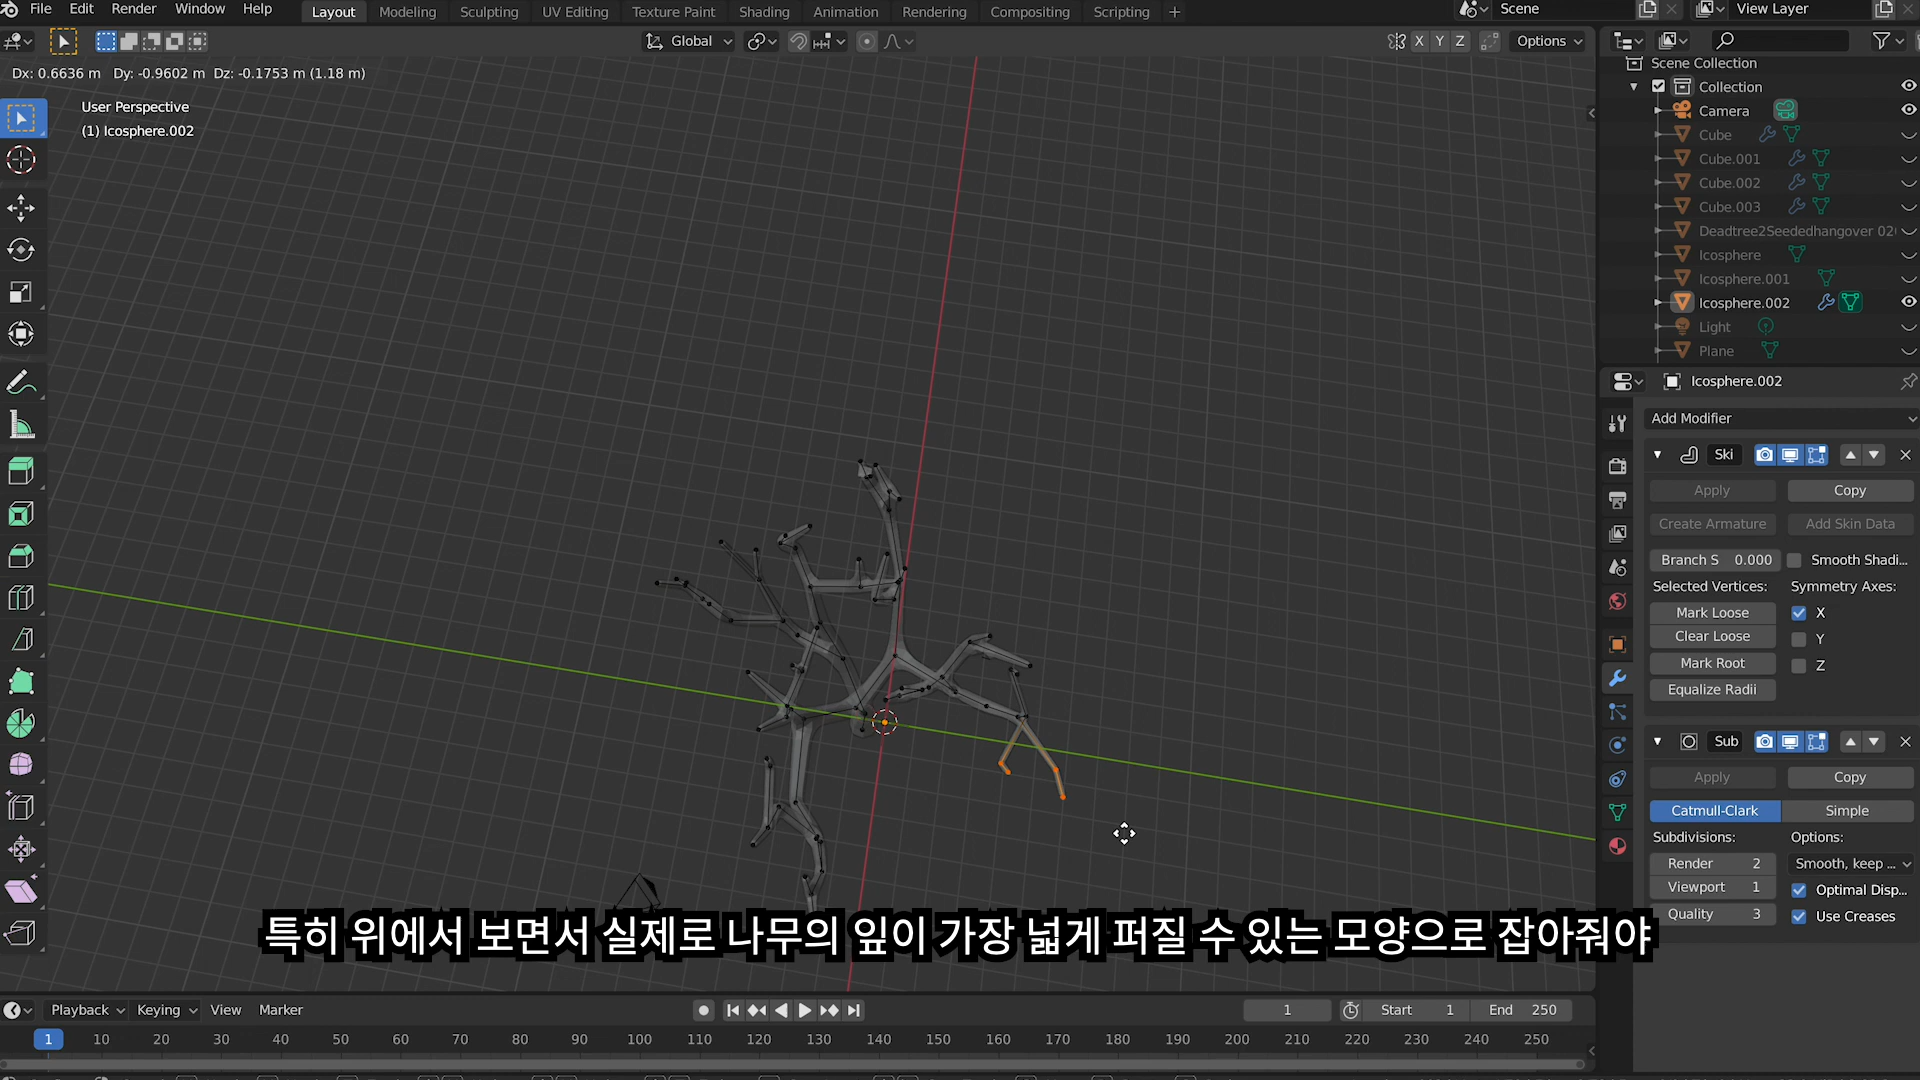 File Edit Render Window Help Layout Modeling Sculpting UV Editing Texture Paint Shading Animation Rendering Compositing Scripting + Scene View Layer
Global X Y Z Options
Dx: 0.6636 m Dy: -0.9602 m Dz: -0.1753 m (1.18 m)
User Perspective
(1) Icosphere.002
Scene Collection
Collection
Camera
Cube
Cube.001
Cube.002
Cube.003
Deadtree2Seededhangover 02
Icosphere
Icosphere.001
Icosphere.002
Light
Plane
Icosphere.002
Add Modifier
Ski
Apply Copy
Create Armature Add Skin Data
Branch S 0.000 Smooth Shadi...
Selected Vertices: Symmetry Axes:
Mark Loose X
Clear Loose Y
Mark Root Z
Equalize Radii
Sub
Apply Copy
Catmull-Clark Simple
Subdivisions: Options:
Render 2 Smooth, keep ...
Viewport 1 Optimal Disp...
Quality 3 Use Creases
특히 위에서 보면서 실제로 나무의 잎이 가장 넓게 퍼질 수 있는 모양으로 잡아줘야
Playback Keying View Marker 1 Start 1 End 250
1 10 20 30 40 50 60 70 80 90 100 110 120 130 140 150 160 170 180 190 200 210 220 230 240 250